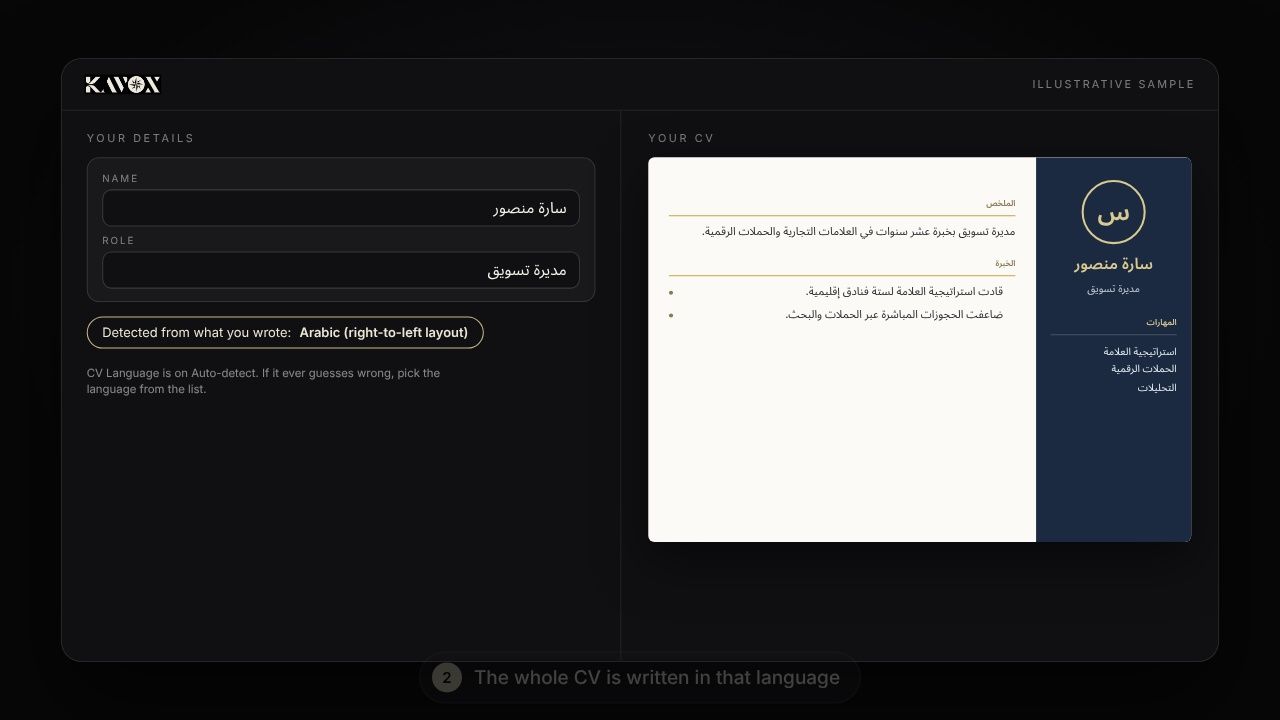 KAVOX
ILLUSTRATIVE SAMPLE
YOUR DETAILS
NAME
سارة منصور
ROLE
مديرة تسويق
Detected from what you wrote: Arabic (right-to-left layout)
CV Language is on Auto-detect. If it ever guesses wrong, pick the
language from the list.
YOUR CV
س
سارة منصور
مديرة تسويق
المهارات
استراتيجية العلامة
الحملات الرقمية
التحليلات
الملخص
مديرة تسويق بخبرة عشر سنوات في العلامات التجارية والحملات الرقمية.
الخبرة
قادت استراتيجية العلامة لستة فنادق إقليمية.
ضاعفت الحجوزات المباشرة عبر الحملات والبحث.
2 The whole CV is written in that language